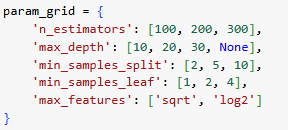 param_grid = {
    'n_estimators': [100, 200, 300],
    'max_depth': [10, 20, 30, None],
    'min_samples_split': [2, 5, 10],
    'min_samples_leaf': [1, 2, 4],
    'max_features': ['sqrt', 'log2']
}